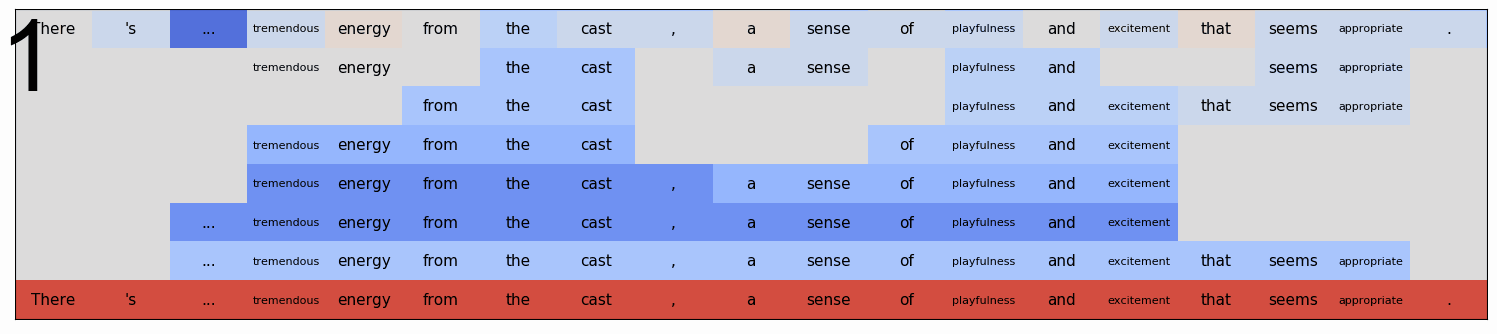 1
There 's ... tremendous energy from the cast , a sense of playfulness and excitement that seems appropriate .
tremendous energy the cast a sense playfulness and seems appropriate
from the cast playfulness and excitement that seems appropriate
tremendous energy from the cast of playfulness and excitement
tremendous energy from the cast , a sense of playfulness and excitement
... tremendous energy from the cast , a sense of playfulness and excitement
... tremendous energy from the cast , a sense of playfulness and excitement that seems appropriate
There 's ... tremendous energy from the cast , a sense of playfulness and excitement that seems appropriate .